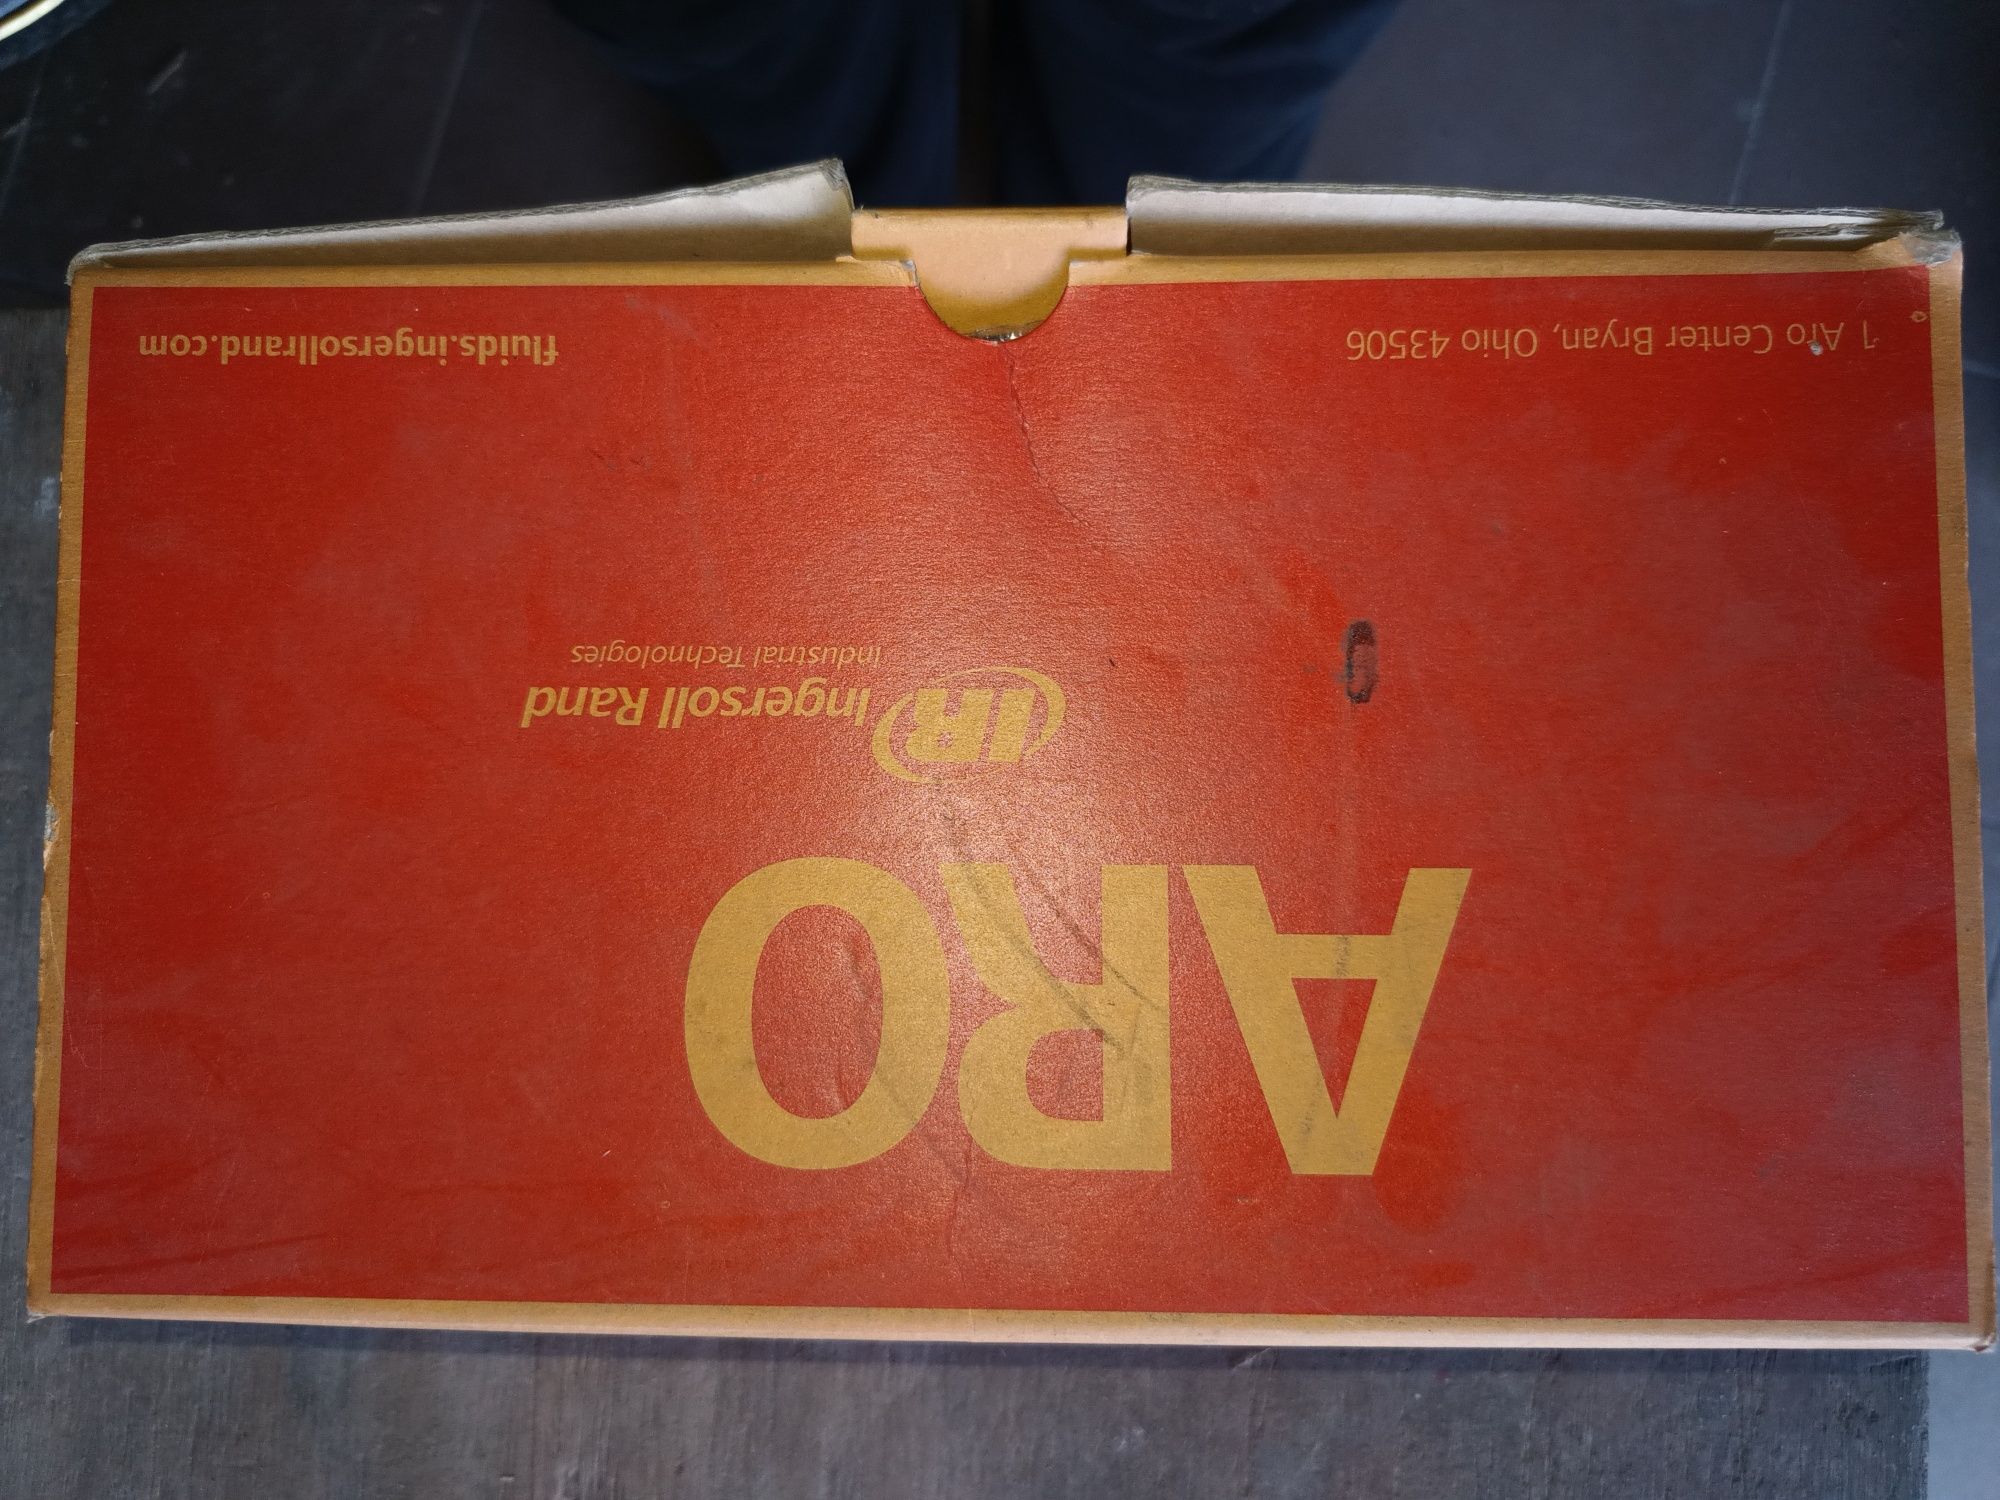 ARO
IR Ingersoll Rand
Industrial Technologies
1 Aro Center Bryan, Ohio 43506
fluids.ingersollrand.com